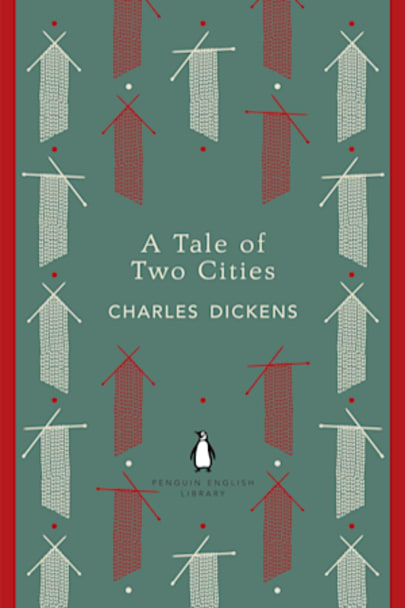 A Tale of
Two Cities
CHARLES DICKENS
PENGUIN ENGLISH
LIBRARY